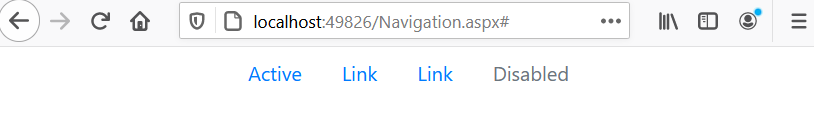 localhost:49826/Navigation.aspx#
Active Link Link Disabled